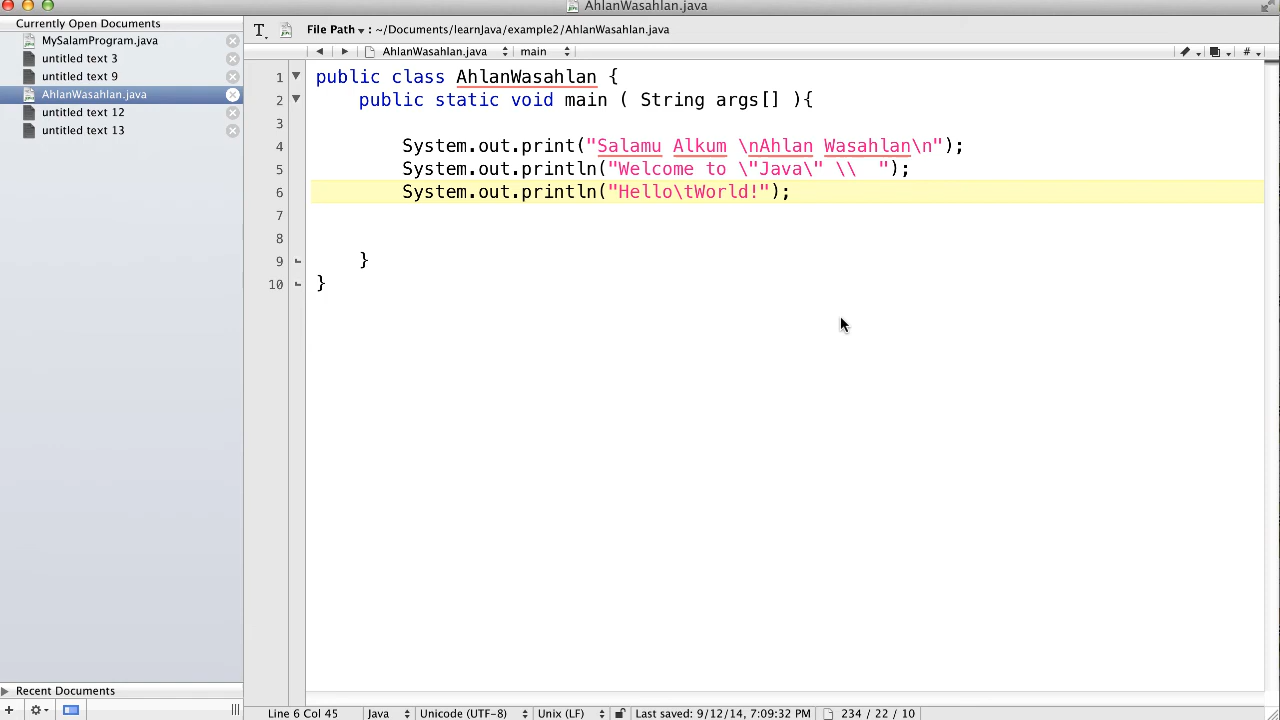 AhlanWasahlan.java
Currently Open Documents
MySalamProgram.java
untitled text 3
untitled text 9
AhlanWasahlan.java
untitled text 12
untitled text 13
File Path : ~/Documents/learnJava/example2/AhlanWasahlan.java
AhlanWasahlan.java main #
1 public class AhlanWasahlan {
2 public static void main ( String args[] ){
3
4 System.out.print("Salamu Alkum \nAhlan Wasahlan\n");
5 System.out.println("Welcome to \"Java\" \\  ");
6 System.out.println("Hello\tWorld!");
7
8
9 }
10 }
Recent Documents
Line 6 Col 45 Java Unicode (UTF-8) Unix (LF) Last saved: 9/12/14, 7:09:32 PM 234 / 22 / 10